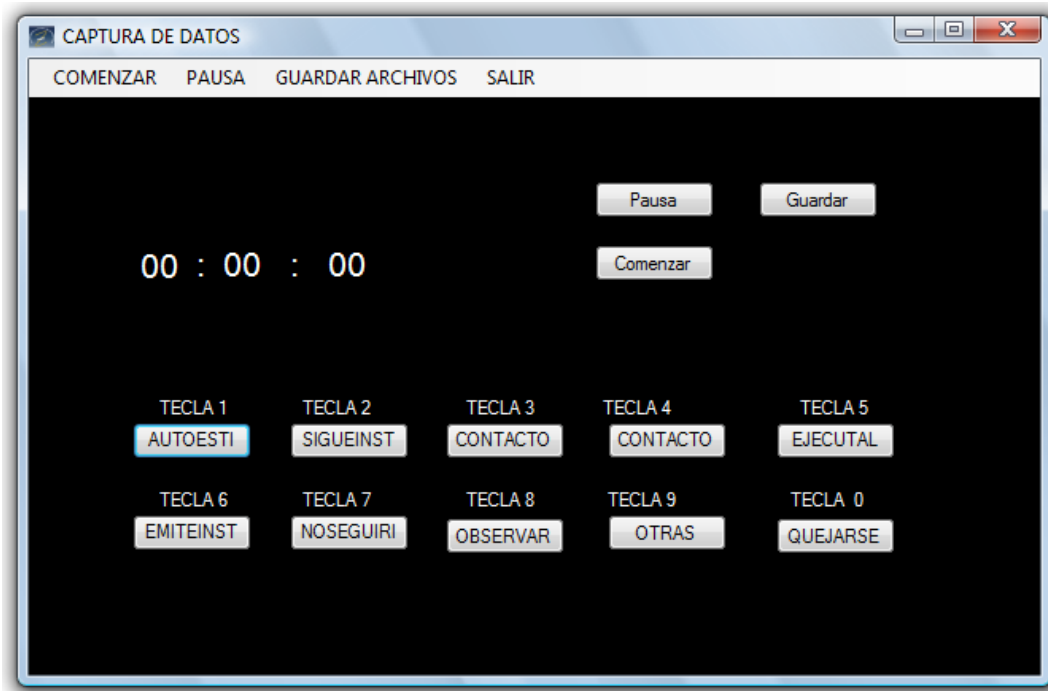 CAPTURA DE DATOS
COMENZAR PAUSA GUARDAR ARCHIVOS SALIR
Pausa Guardar
00 : 00 : 00
Comenzar
TECLA 1 TECLA 2 TECLA 3 TECLA 4 TECLA 5
AUTOESTI SIGUEINST CONTACTO CONTACTO EJECUTAL
TECLA 6 TECLA 7 TECLA 8 TECLA 9 TECLA 0
EMITEINST NOSEGUIRI OBSERVAR OTRAS QUEJARSE